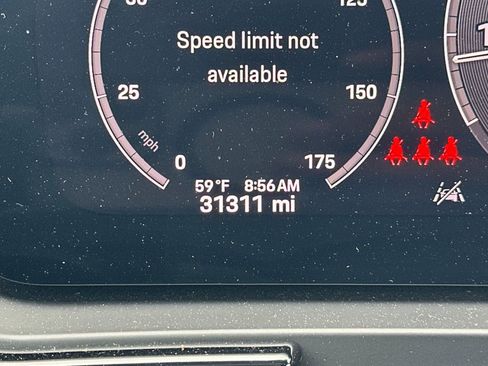 Speed limit not
available
25
150
mph
0
175
59°F 8:56AM
31311 mi